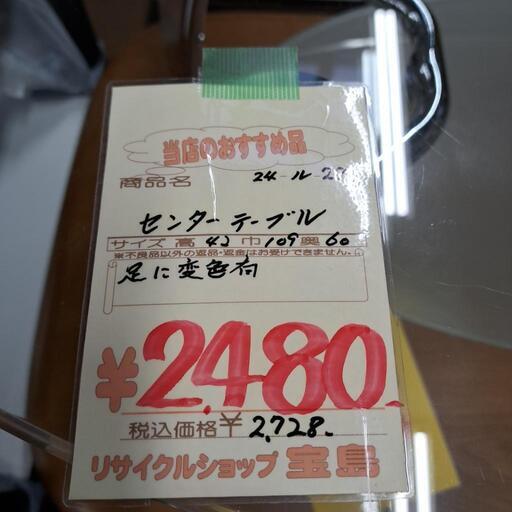 当店のおすすめ品
商品名 24-ル-27
センターテーブル
サイズ 高 42 巾 109 奥 60
※不良品以外の返品・返金はお受けできません。
足に変色有
¥2,480.
税込価格¥ 2,728.
リサイクルショップ 宝島